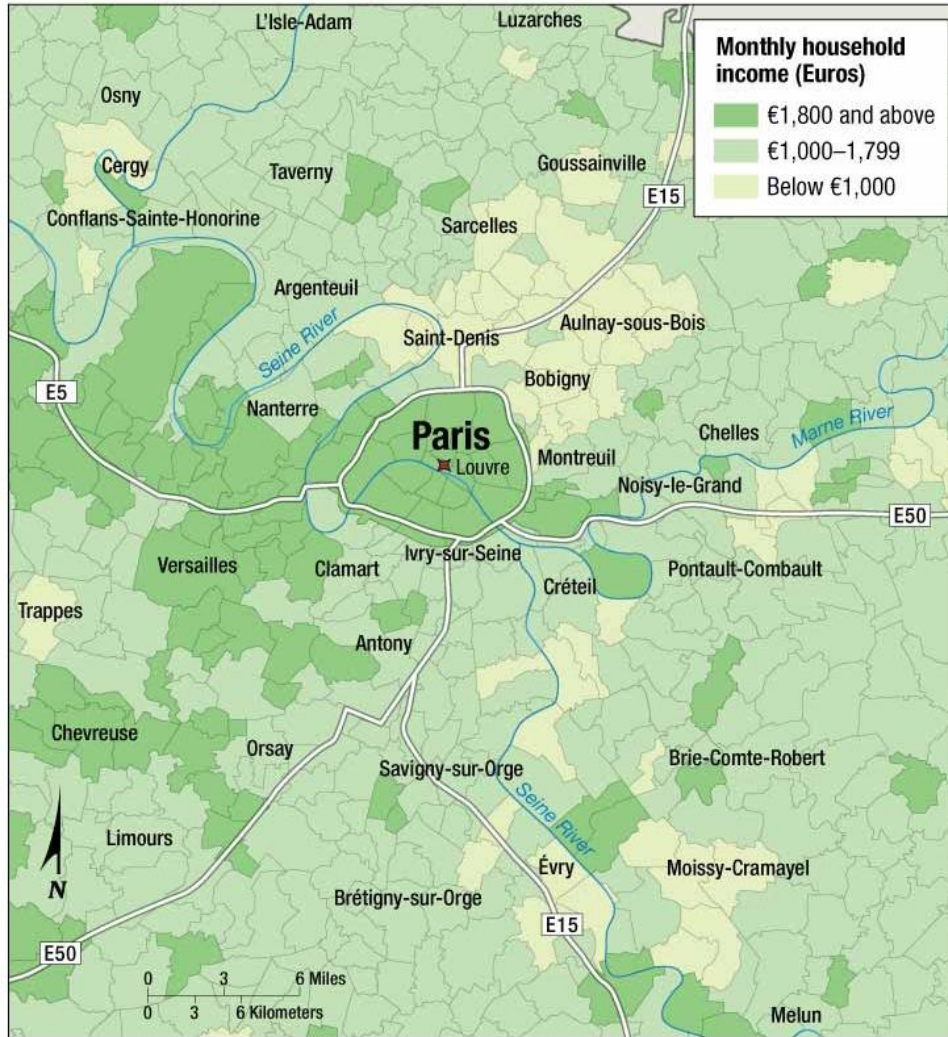 L'Isle-Adam
Luzarches
Monthly household
income (Euros)
€1,800 and above
€1,000–1,799
Below €1,000
Osny
Cergy
Taverny
Goussainville
E15
Conflans-Sainte-Honorine
Sarcelles
Argenteuil
Seine River
Saint-Denis
Aulnay-sous-Bois
E5
Nanterre
Bobigny
Paris
Louvre
Montreuil
Chelles
Marne River
Noisy-le-Grand
E50
Versailles
Clamart
Ivry-sur-Seine
Créteil
Pontault-Combault
Trappes
Antony
Chevreuse
Orsay
Savigny-sur-Orge
Brie-Comte-Robert
Seine River
Limours
N
Évry
Moissy-Cramayel
Brétigny-sur-Orge
E15
E50
0 3 6 Miles
0 3 6 Kilometers
Melun